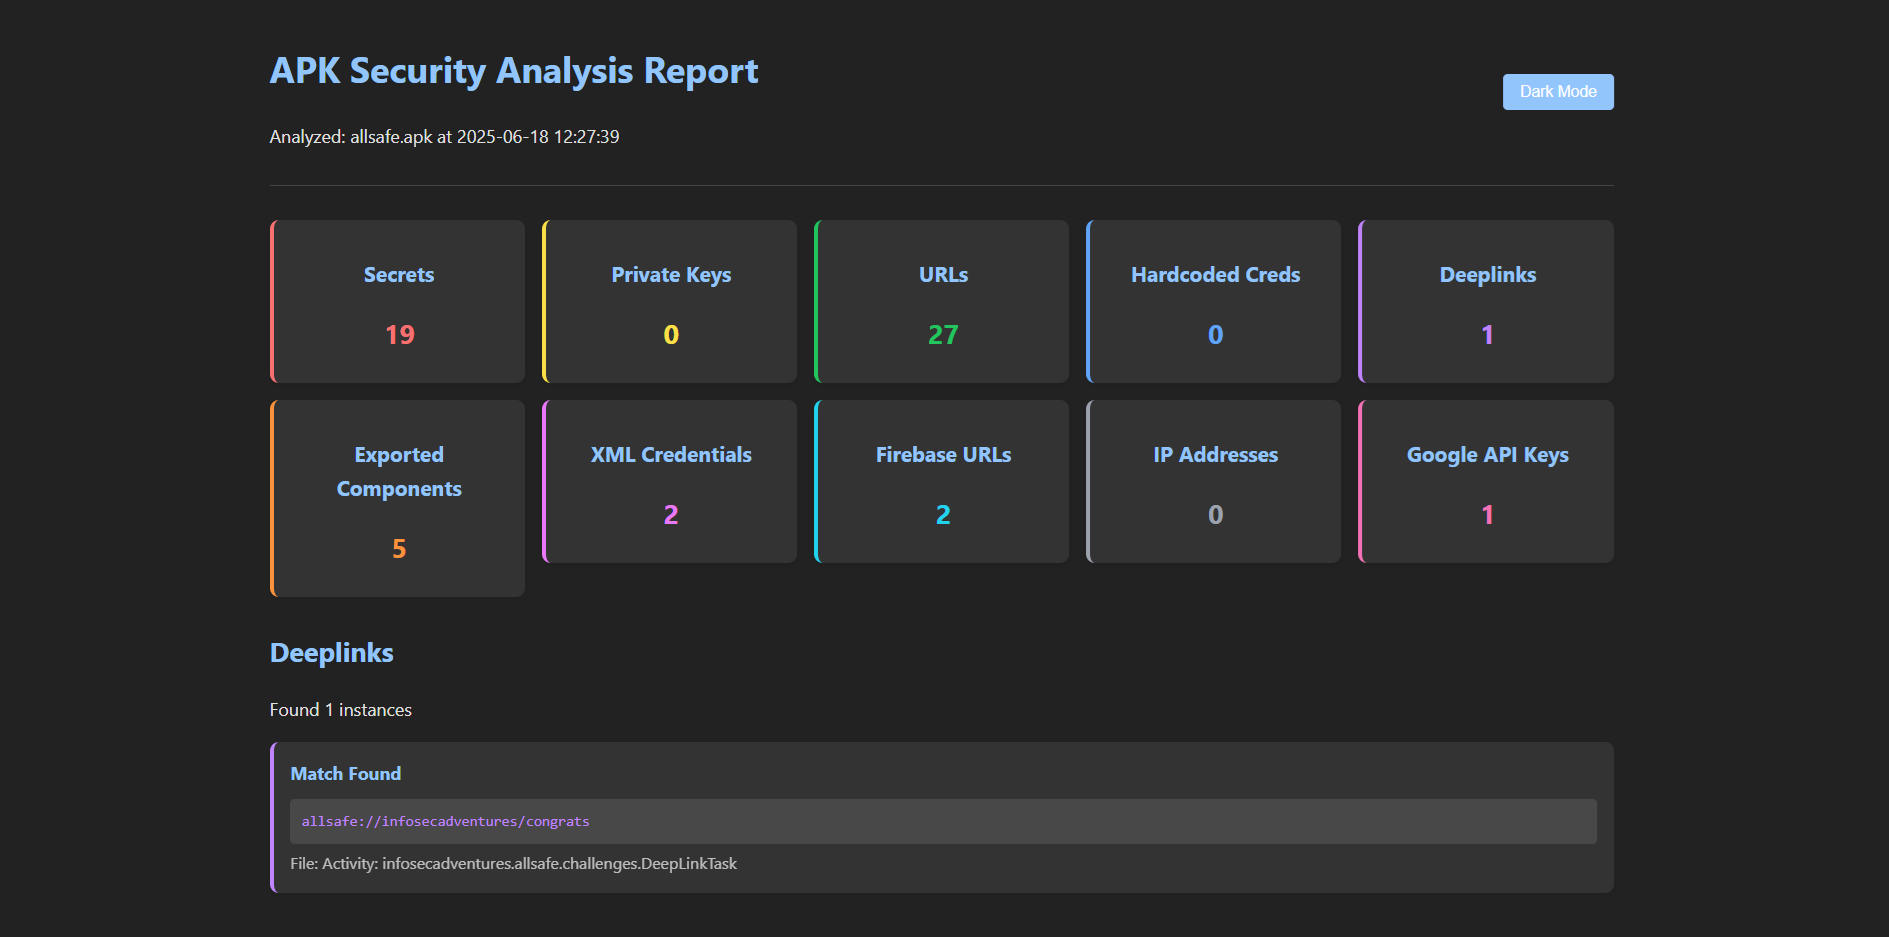 APK Security Analysis Report
Dark Mode
Analyzed: allsafe.apk at 2025-06-18 12:27:39
Secrets
19
Private Keys
0
URLs
27
Hardcoded Creds
0
Deeplinks
1
Exported
Components
5
XML Credentials
2
Firebase URLs
2
IP Addresses
0
Google API Keys
1
Deeplinks
Found 1 instances
Match Found
allsafe://infosecadventures/congrats
File: Activity: infosecadventures.allsafe.challenges.DeepLinkTask